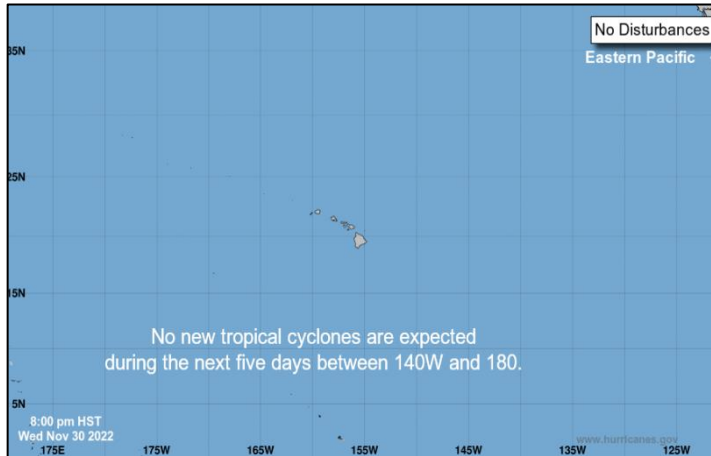 No Disturbances
35N
Eastern Pacific
25N
15N
No new tropical cyclones are expected
during the next five days between 140W and 180.
5N
8:00 pm HST
Wed Nov 30 2022
www.hurricanes.gov
175E 175W 165W 155W 145W 135W 125W